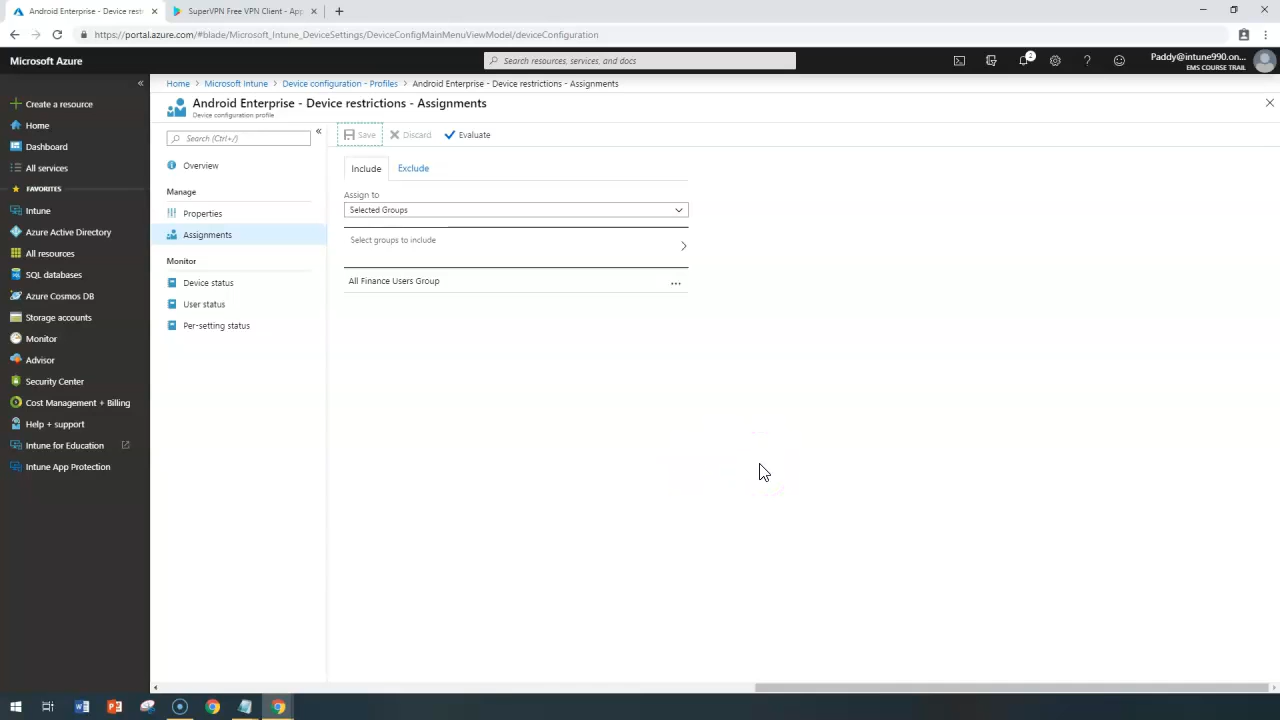 Android Enterprise - Device restr
SuperVPN Free VPN Client - App
https://portal.azure.com/#blade/Microsoft_Intune_DeviceSettings/DeviceConfigMainMenuViewModel/deviceConfiguration
Microsoft Azure
Search resources, services, and docs
2
Paddy@intune990.on...
EMS COURSE TRAIL
Home > Microsoft Intune > Device configuration - Profiles > Android Enterprise - Device restrictions - Assignments
Android Enterprise - Device restrictions - Assignments
Device configuration profile
Create a resource
Home
Dashboard
All services
FAVORITES
Intune
Azure Active Directory
All resources
SQL databases
Azure Cosmos DB
Storage accounts
Monitor
Advisor
Security Center
Cost Management + Billing
Help + support
Intune for Education
Intune App Protection
Search (Ctrl+/)
Overview
Manage
Properties
Assignments
Monitor
Device status
User status
Per-setting status
Save
Discard
Evaluate
Include
Exclude
Assign to
Selected Groups
Select groups to include
All Finance Users Group
...